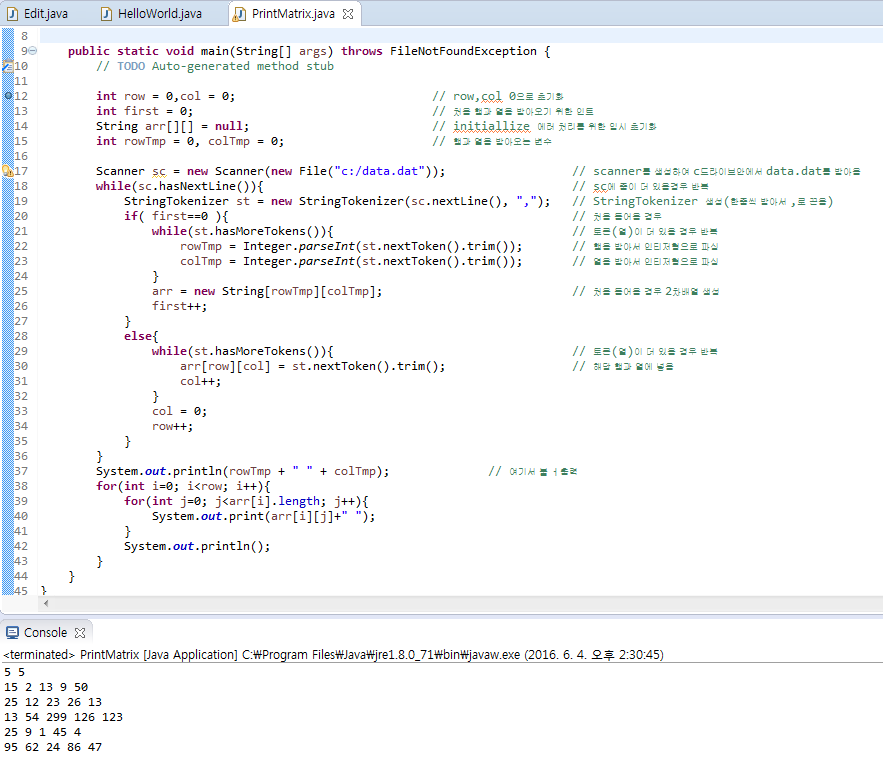 Edit.java HelloWorld.java PrintMatrix.java
8
9 public static void main(String[] args) throws FileNotFoundException {
10 // TODO Auto-generated method stub
11
12 int row = 0,col = 0; // row,col 0으로 초기화
13 int first = 0; // 처음 행과 열을 받아오기 위한 인트
14 String arr[][] = null; // initiallize 에러 처리를 위한 임시 초기화
15 int rowTmp = 0, colTmp = 0; // 행과 열을 받아오는 변수
16
17 Scanner sc = new Scanner(new File("c:/data.dat")); // scanner를 생성하여 c드라이브안에서 data.dat를 받아옴
18 while(sc.hasNextLine()){ // sc에 줄이 더 있을경우 반복
19 StringTokenizer st = new StringTokenizer(sc.nextLine(), ","); // StringTokenizer 생성(한줄씩 받아서 ,로 끊음)
20 if( first==0 ){ // 처음 들어올 경우
21 while(st.hasMoreTokens()){ // 토큰(열)이 더 있을 경우 반복
22 rowTmp = Integer.parseInt(st.nextToken().trim()); // 행을 받아서 인티저형으로 파싱
23 colTmp = Integer.parseInt(st.nextToken().trim()); // 열을 받아서 인티저형으로 파싱
24 }
25 arr = new String[rowTmp][colTmp]; // 처음 들어올 경우 2차배열 생성
26 first++;
27 }
28 else{
29 while(st.hasMoreTokens()){ // 토큰(열)이 더 있을 경우 반복
30 arr[row][col] = st.nextToken().trim(); // 해당 행과 열에 넣음
31 col++;
32 }
33 col = 0;
34 row++;
35 }
36 }
37 System.out.println(rowTmp + " " + colTmp); // 여기서 불ㅓ출력
38 for(int i=0; i<row; i++){
39 for(int j=0; j<arr[i].length; j++){
40 System.out.print(arr[i][j]+" ");
41 }
42 System.out.println();
43 }
44 }
45 }
Console
<terminated> PrintMatrix [Java Application] C:₩Program Files₩Java₩jre1.8.0_71₩bin₩javaw.exe (2016. 6. 4. 오후 2:30:45)
5 5
15 2 13 9 50
25 12 23 26 13
13 54 299 126 123
25 9 1 45 4
95 62 24 86 47